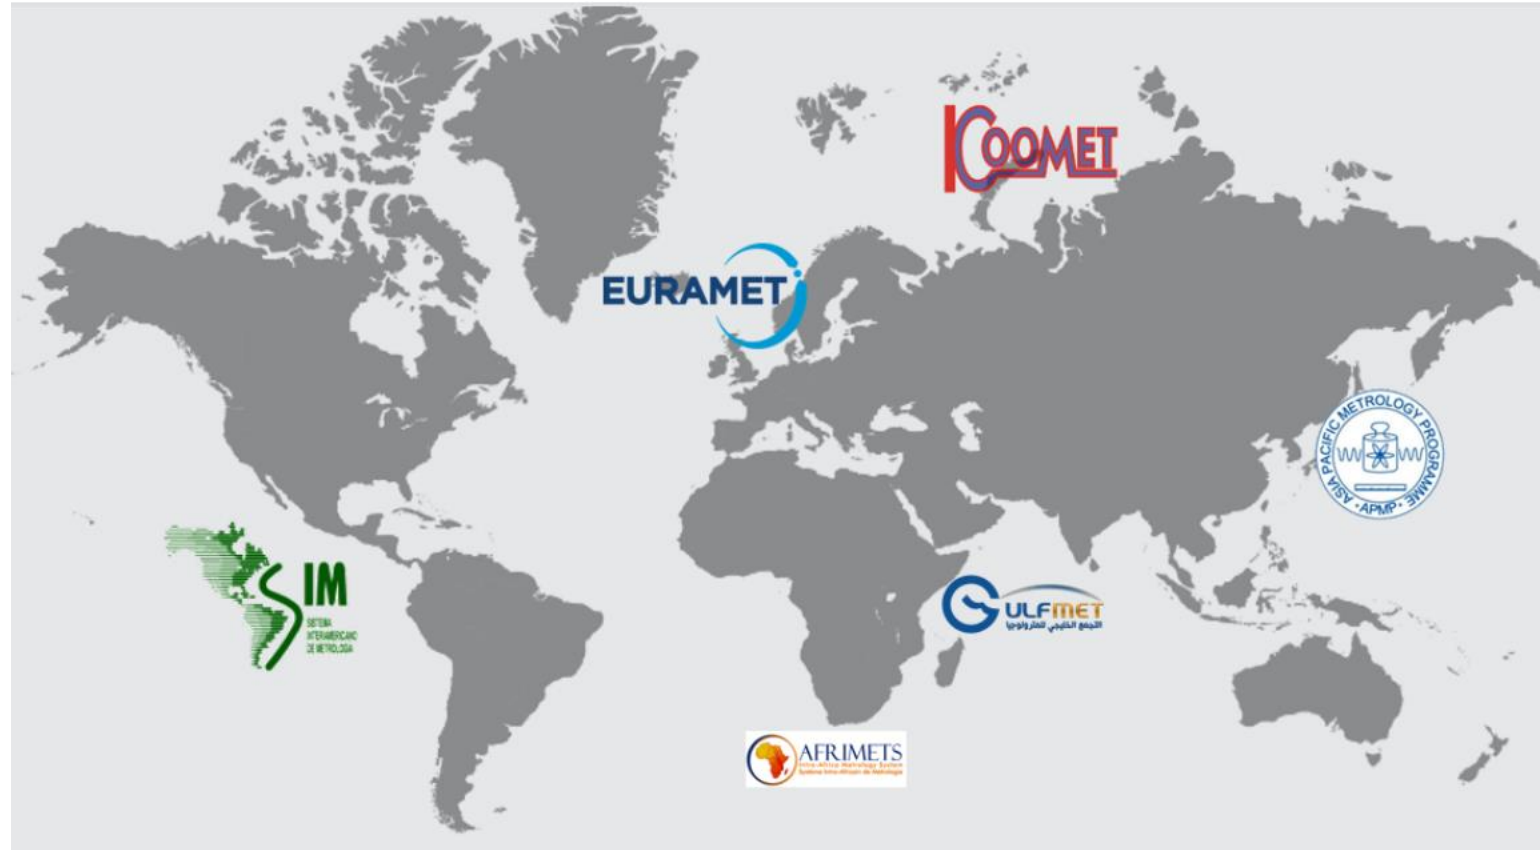 COOMET
EURAMET
ASIA PACIFIC METROLOGY PROGRAMME
· APMP ·
SIM
SISTEMA
INTERAMERICANO
DE METROLOGIA
GULFMET
التجمع الخليجي للمترولوجيا
AFRIMETS
Intra-Africa Metrology System
Système Intra-Africain de Métrologie